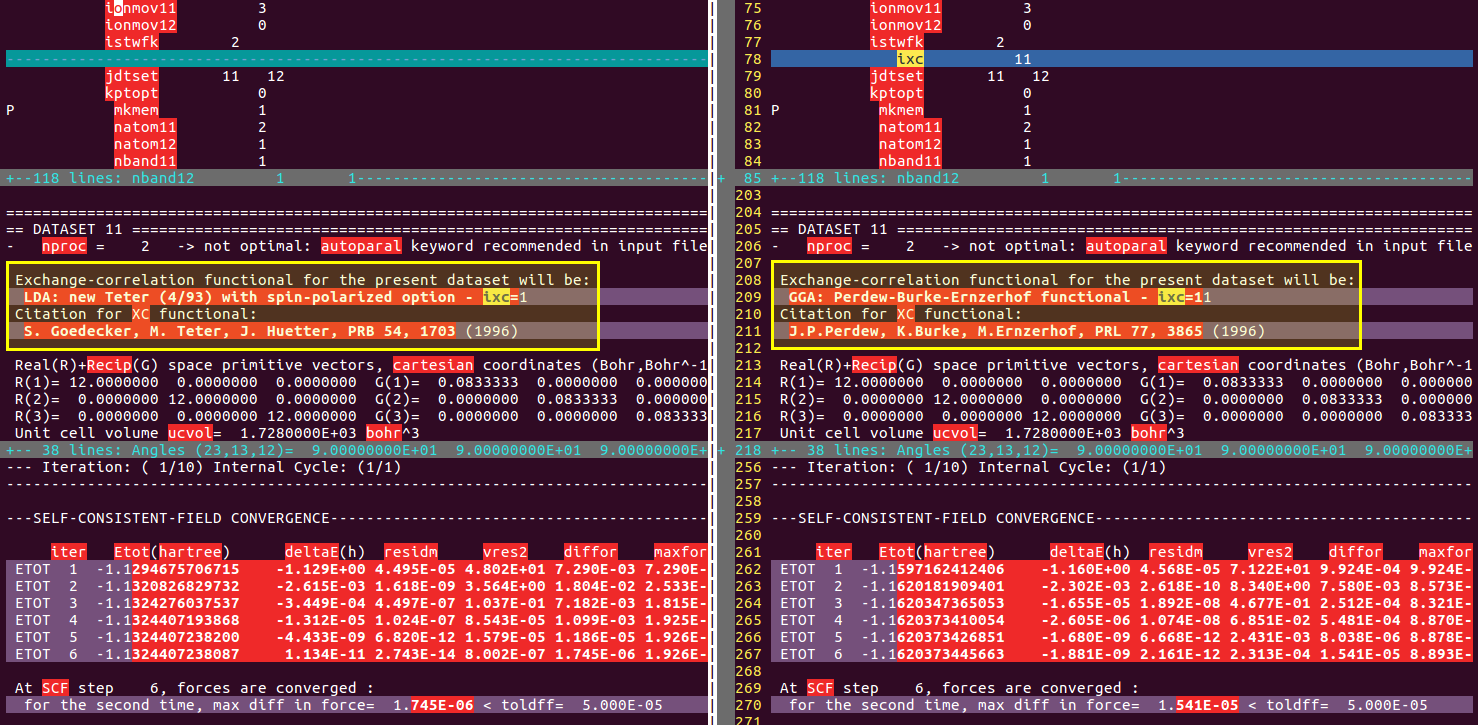 ionmov11          3
ionmov12          0
istwfk        2
jdtset       11   12
kptopt            0
P           mkmem           1
natom11           2
natom12           1
nband11           1
+--118 lines: nband12         1       1---------------------------------------
==============================================================================
== DATASET 11 ================================================================
-   nproc =    2   -> not optimal: autoparal keyword recommended in input file
Exchange-correlation functional for the present dataset will be:
LDA: new Teter (4/93) with spin-polarized option - ixc=1
Citation for XC functional:
S. Goedecker, M. Teter, J. Huetter, PRB 54, 1703 (1996)
Real(R)+Recip(G) space primitive vectors, cartesian coordinates (Bohr,Bohr^-1
R(1)= 12.0000000  0.0000000  0.0000000  G(1)=  0.0833333  0.0000000  0.000000
R(2)=  0.0000000 12.0000000  0.0000000  G(2)=  0.0000000  0.0833333  0.000000
R(3)=  0.0000000  0.0000000 12.0000000  G(3)=  0.0000000  0.0000000  0.083333
Unit cell volume ucvol=  1.7280000E+03 bohr^3
+-- 38 lines: Angles (23,13,12)=  9.00000000E+01  9.00000000E+01  9.00000000E+
--- Iteration: ( 1/10) Internal Cycle: (1/1)
------------------------------------------------------------------------------
---SELF-CONSISTENT-FIELD CONVERGENCE------------------------------------------
iter   Etot(hartree)      deltaE(h)  residm     vres2    diffor    maxfor
ETOT  1  -1.1294675706715    -1.129E+00 4.495E-05 4.802E+01 7.290E-03 7.290E-
ETOT  2  -1.1320826829732    -2.615E-03 1.618E-09 3.564E+00 1.804E-02 2.533E-
ETOT  3  -1.1324276037537    -3.449E-04 4.497E-07 1.037E-01 7.182E-03 1.815E-
ETOT  4  -1.1324407193868    -1.312E-05 1.024E-07 8.543E-05 1.099E-03 1.925E-
ETOT  5  -1.1324407238200    -4.433E-09 6.820E-12 1.579E-05 1.186E-05 1.926E-
ETOT  6  -1.1324407238087     1.134E-11 2.743E-14 8.002E-07 1.745E-06 1.926E-
At SCF step    6, forces are converged :
for the second time, max diff in force=  1.745E-06 < toldff=  5.000E-05
75            ionmov11          3
76            ionmov12          0
77            istwfk        2
78               ixc          11
79            jdtset       11   12
80            kptopt            0
81 P           mkmem           1
82             natom11           2
83             natom12           1
84             nband11           1
+  85 +--118 lines: nband12         1       1---------------------------------------
203
204 ==============================================================================
205 == DATASET 11 ================================================================
206 -   nproc =    2   -> not optimal: autoparal keyword recommended in input file
207
208  Exchange-correlation functional for the present dataset will be:
209   GGA: Perdew-Burke-Ernzerhof functional - ixc=11
210  Citation for XC functional:
211   J.P.Perdew, K.Burke, M.Ernzerhof, PRL 77, 3865 (1996)
212
213  Real(R)+Recip(G) space primitive vectors, cartesian coordinates (Bohr,Bohr^-1
214  R(1)= 12.0000000  0.0000000  0.0000000  G(1)=  0.0833333  0.0000000  0.000000
215  R(2)=  0.0000000 12.0000000  0.0000000  G(2)=  0.0000000  0.0833333  0.000000
216  R(3)=  0.0000000  0.0000000 12.0000000  G(3)=  0.0000000  0.0000000  0.083333
217  Unit cell volume ucvol=  1.7280000E+03 bohr^3
+ 218 +-- 38 lines: Angles (23,13,12)=  9.00000000E+01  9.00000000E+01  9.00000000E+
256 --- Iteration: ( 1/10) Internal Cycle: (1/1)
257 ------------------------------------------------------------------------------
258
259 ---SELF-CONSISTENT-FIELD CONVERGENCE------------------------------------------
260
261      iter   Etot(hartree)      deltaE(h)  residm     vres2    diffor    maxfor
262  ETOT  1  -1.1597162412406    -1.160E+00 4.568E-05 7.122E+01 9.924E-04 9.924E-
263  ETOT  2  -1.1620181909401    -2.302E-03 2.618E-10 8.340E+00 7.580E-03 8.573E-
264  ETOT  3  -1.1620347365053    -1.655E-05 1.892E-08 4.677E-01 2.512E-04 8.321E-
265  ETOT  4  -1.1620373410054    -2.605E-06 1.074E-08 6.851E-02 5.481E-04 8.870E-
266  ETOT  5  -1.1620373426851    -1.680E-09 6.668E-12 2.431E-03 8.038E-06 8.878E-
267  ETOT  6  -1.1620373445663    -1.881E-09 2.161E-12 2.313E-04 1.541E-05 8.893E-
268
269  At SCF step    6, forces are converged :
270   for the second time, max diff in force=  1.541E-05 < toldff=  5.000E-05
271